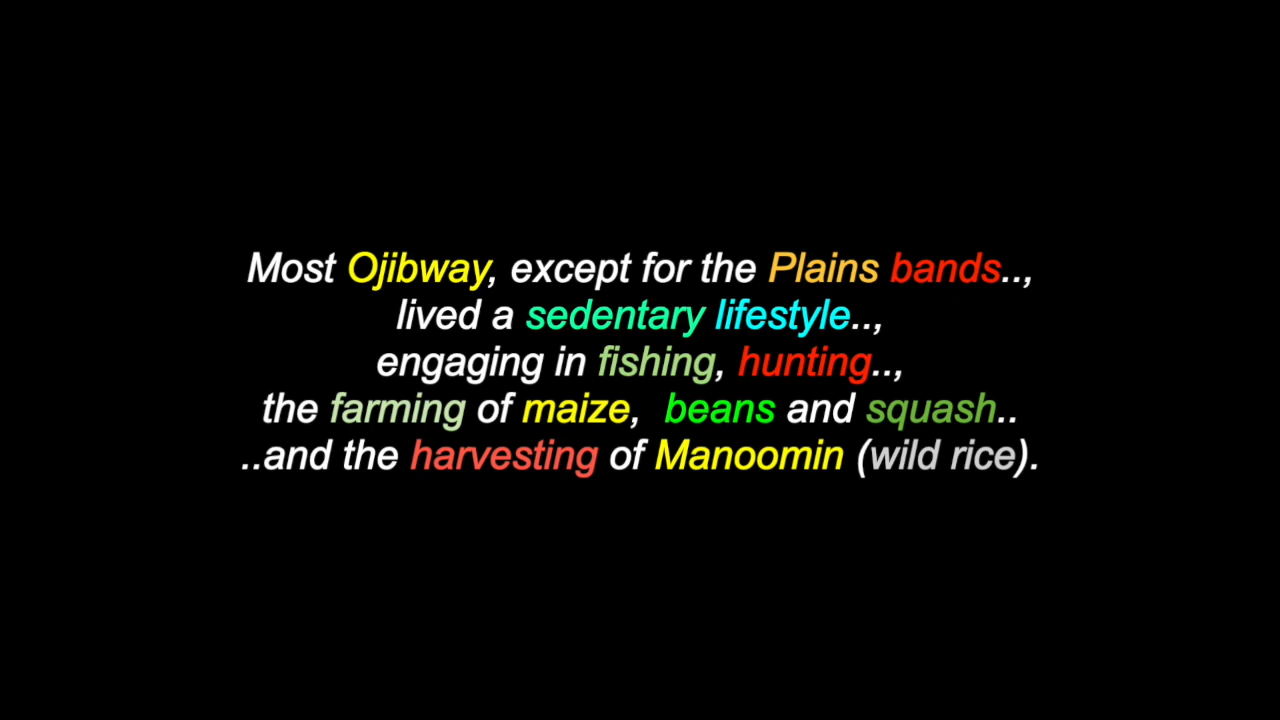 Most Ojibway, except for the Plains bands..,
lived a sedentary lifestyle..,
engaging in fishing, hunting..,
the farming of maize,  beans and squash..
..and the harvesting of Manoomin (wild rice).